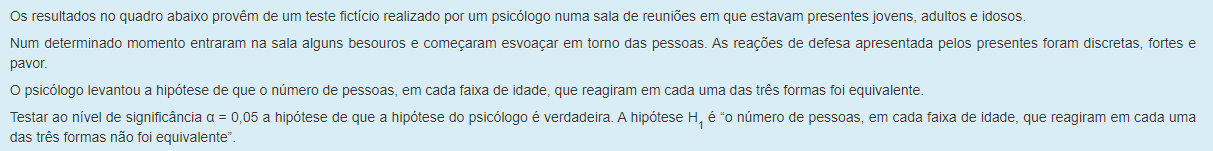 Os resultados no quadro abaixo provêm de um teste fictício realizado por um psicólogo numa sala de reuniões em que estavam presentes jovens, adultos e idosos.
Num determinado momento entraram na sala alguns besouros e começaram esvoaçar em torno das pessoas. As reações de defesa apresentada pelos presentes foram discretas, fortes e
pavor.
O psicólogo levantou a hipótese de que o número de pessoas, em cada faixa de idade, que reagiram em cada uma das três formas foi equivalente.
Testar ao nível de significância α = 0,05 a hipótese de que a hipótese do psicólogo é verdadeira. A hipótese H₁ é “o número de pessoas, em cada faixa de idade, que reagiram em cada uma
das três formas não foi equivalente”.